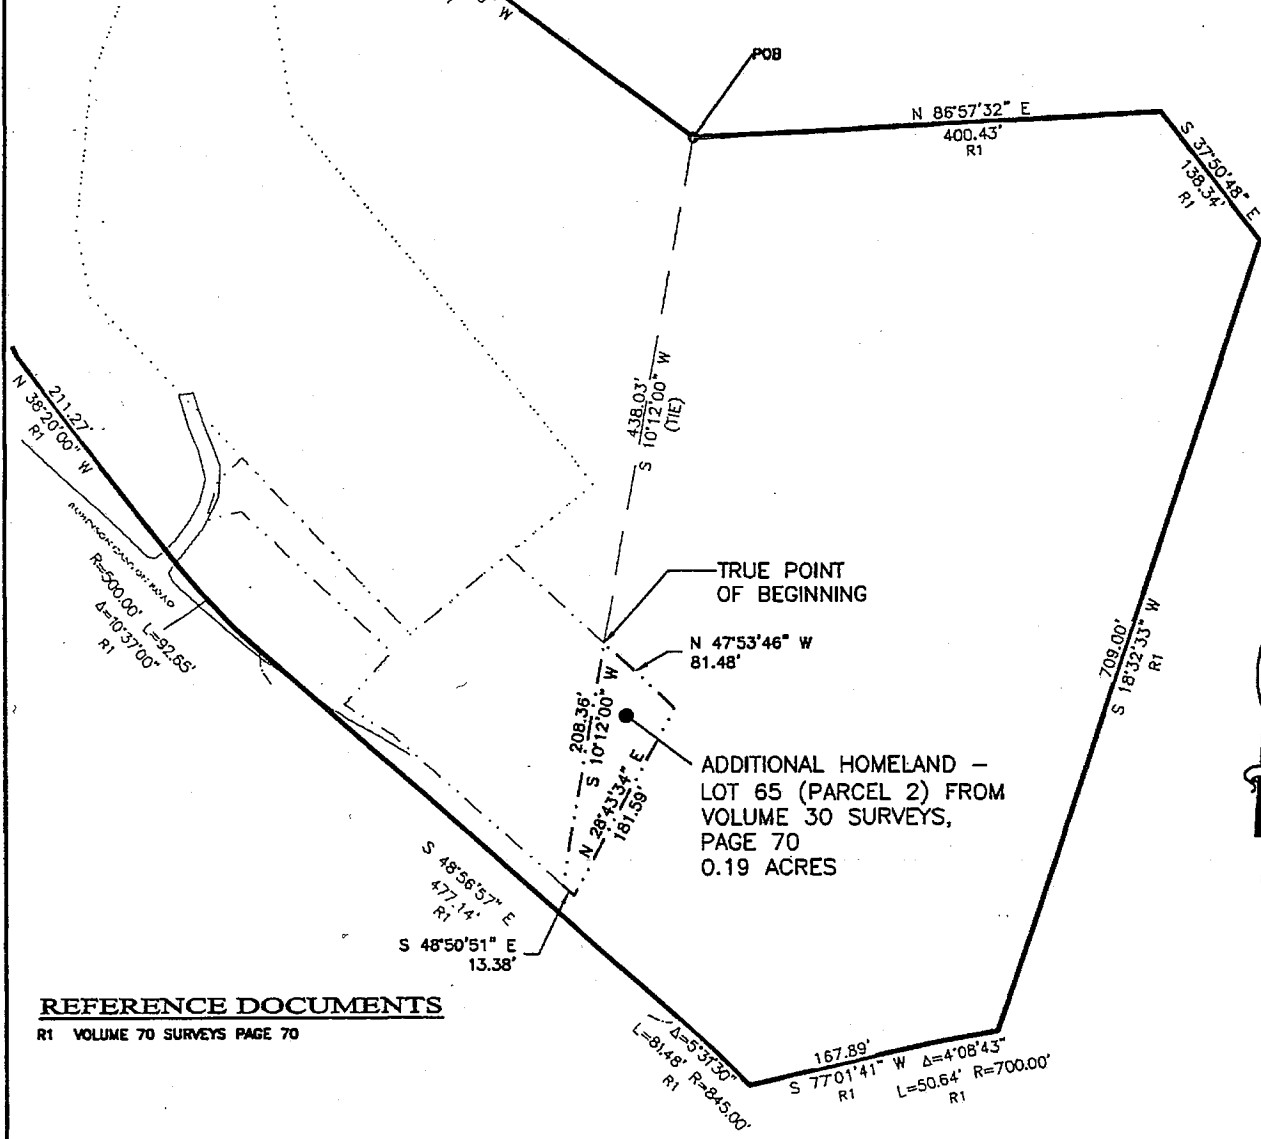 POB
N 86°57'32" E
400.43'
R1
S 37°50'48" E
138.34'
R1
438.03'
S 10°12'00" W
(TIE)
211.27'
N 38°20'00" W
R1
R=500.00' L=92.65'
Δ=10°37'00"
R1
TRUE POINT
OF BEGINNING
N 47°53'46" W
81.48'
208.36'
S 10°12'00" W
N 28°43'34" E
181.59'
709.00'
S 18°32'33" W
R1
ADDITIONAL HOMELAND –
LOT 65 (PARCEL 2) FROM
VOLUME 30 SURVEYS,
PAGE 70
0.19 ACRES
S 48°56'57" E
477.14'
R1
S 48°50'51" E
13.38'
REFERENCE DOCUMENTS
R1 VOLUME 70 SURVEYS PAGE 70
Δ=5°31'30"
L=81.48' R=845.00'
R1
167.89'
S 77°01'41" W
R1
Δ=4°08'43"
L=50.64' R=700.00'
R1